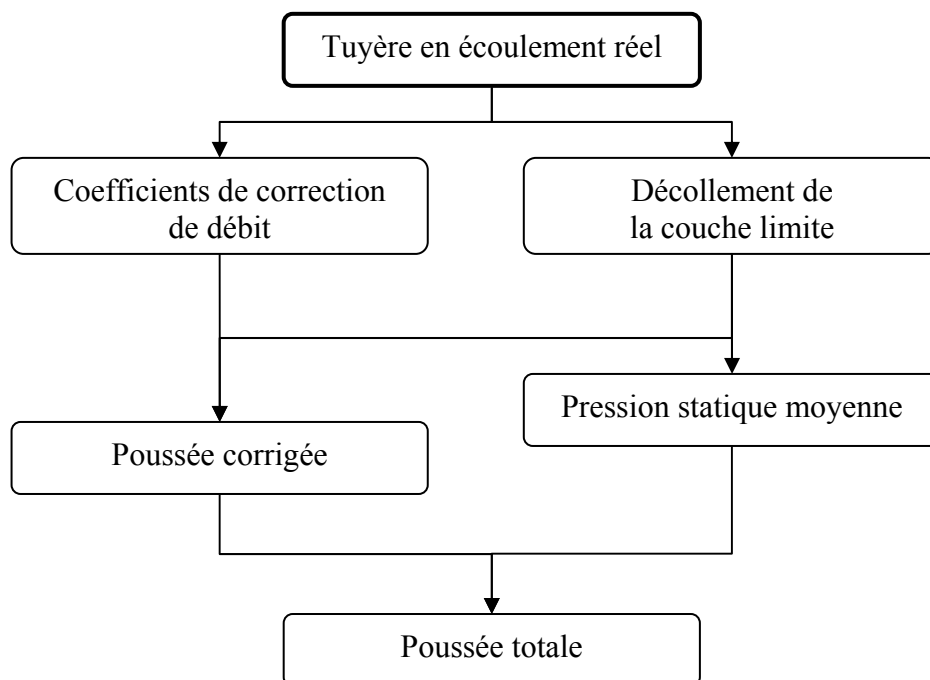 Tuyère en écoulement réel
Coefficients de correction
de débit
Décollement de
la couche limite
Pression statique moyenne
Poussée corrigée
Poussée totale